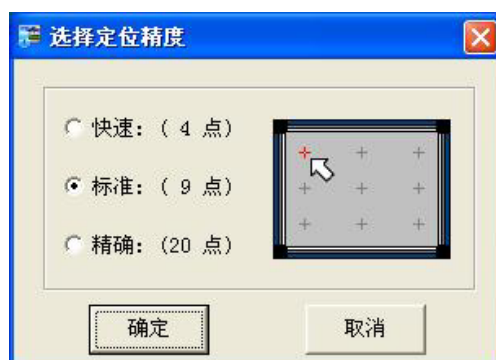 选择定位精度
快速：( 4 点)
标准：( 9 点)
精确：(20 点)
确定
取消